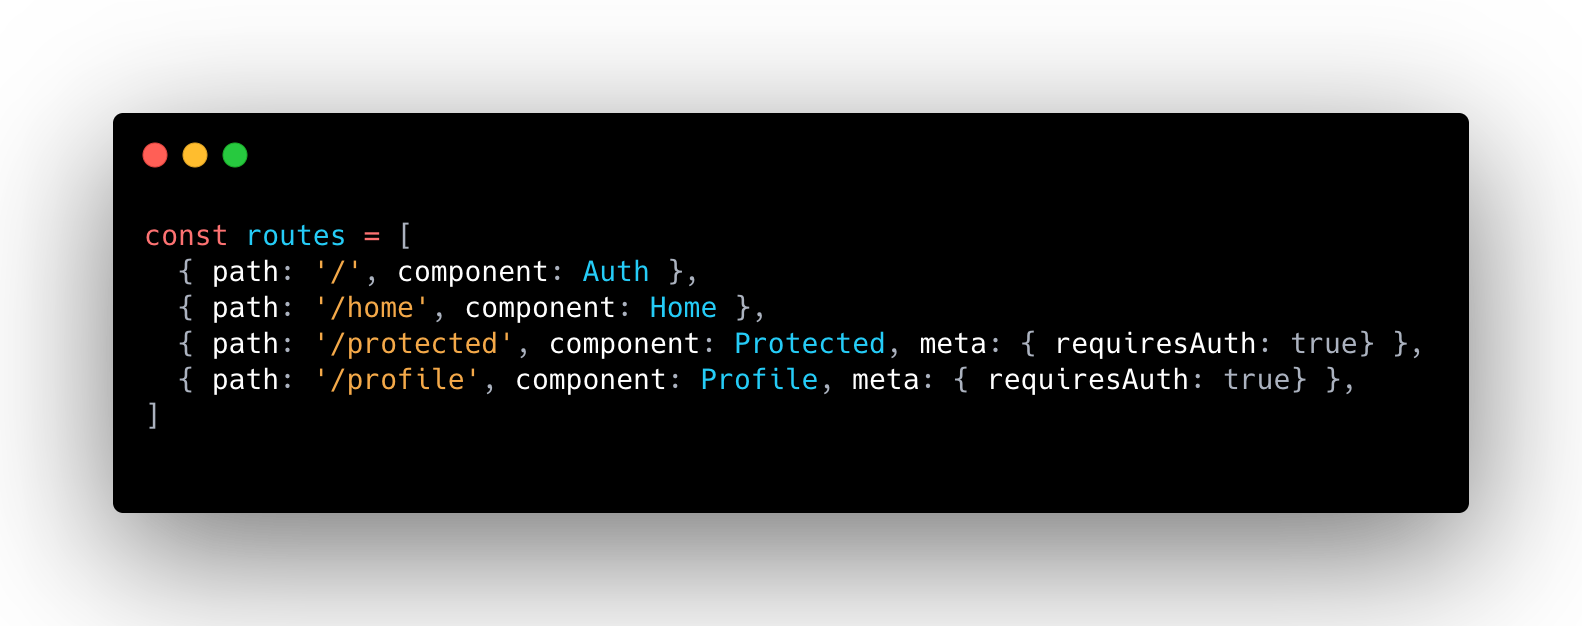 const routes = [
  { path: '/', component: Auth },
  { path: '/home', component: Home },
  { path: '/protected', component: Protected, meta: { requiresAuth: true} },
  { path: '/profile', component: Profile, meta: { requiresAuth: true} },
]